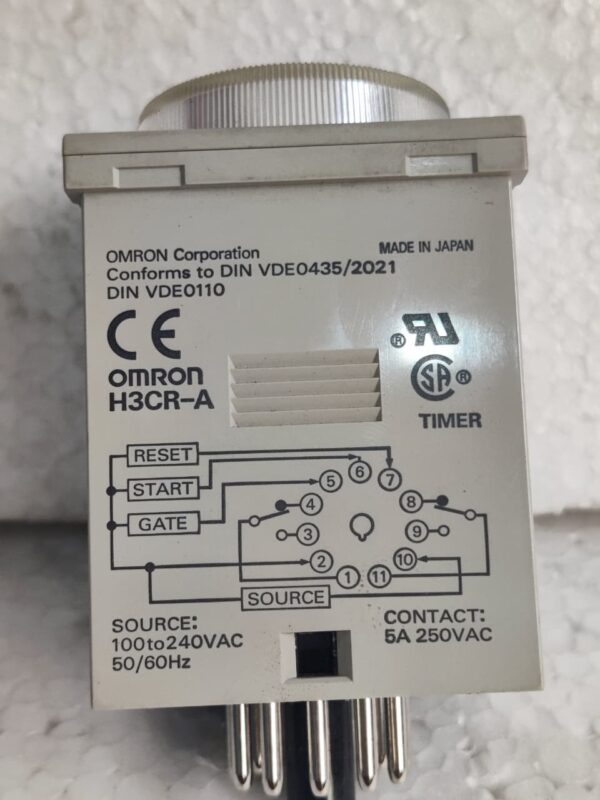 OMRON Corporation MADE IN JAPAN
Conforms to DIN VDE0435/2021
DIN VDE0110
CE
RU ®
OMRON
H3CR-A
SA ®
TIMER
RESET
START
GATE
6
5 7
4 8
3 9
2 10
1 11
SOURCE
SOURCE:
100to240VAC
50/60Hz
CONTACT:
5A 250VAC